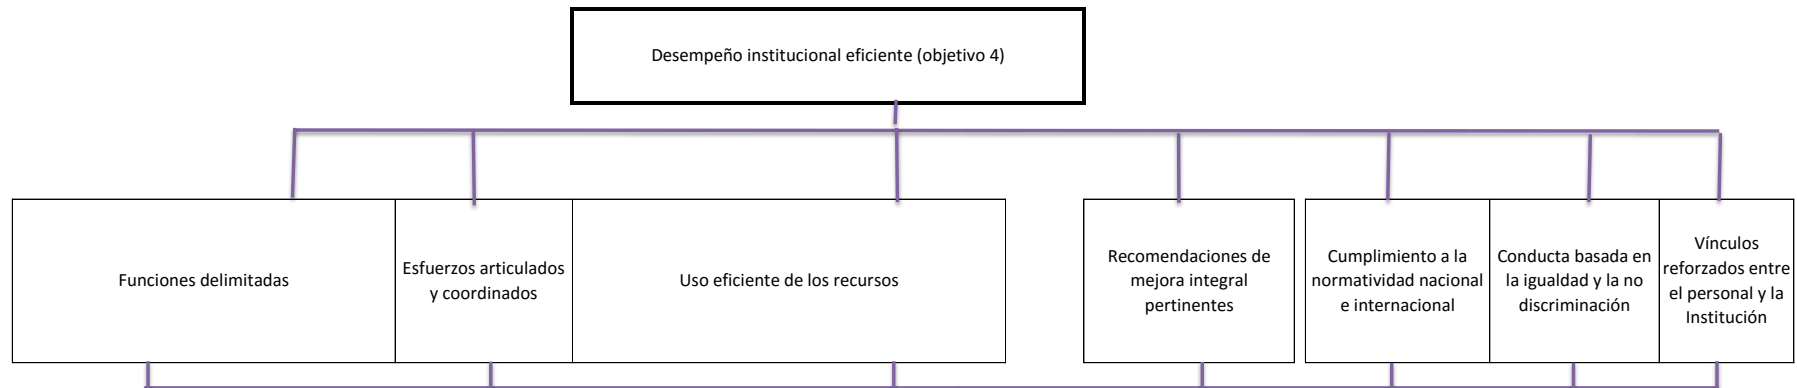 Desempeño institucional eficiente (objetivo 4)
Funciones delimitadas
Esfuerzos articulados
y coordinados
Uso eficiente de los recursos
Recomendaciones de
mejora integral
pertinentes
Cumplimiento a la
normatividad nacional
e internacional
Conducta basada en
la igualdad y la no
discriminación
Vínculos
reforzados entre
el personal y la
Institución